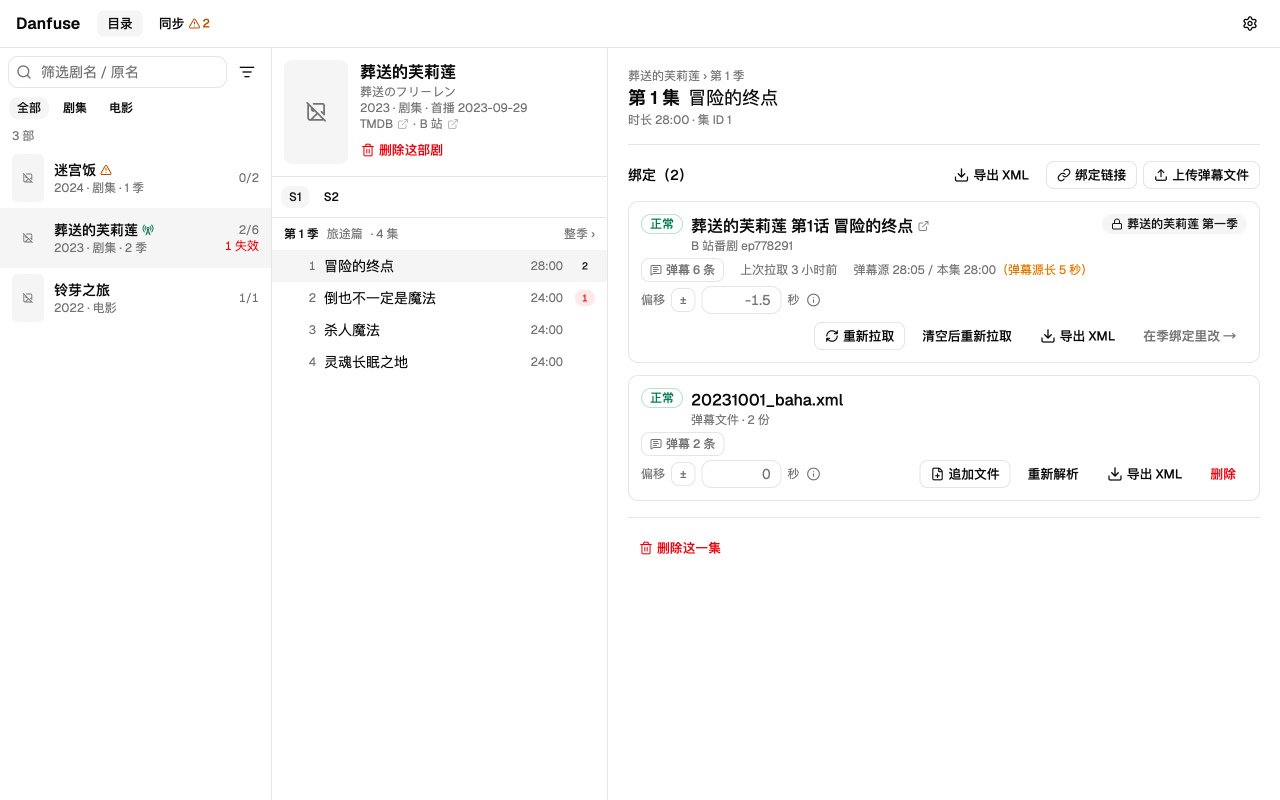 Danfuse 目录 同步 2
筛选剧名 / 原名
全部 剧集 电影
3 部
迷宫饭
2024 · 剧集 · 1 季
0/2
葬送的芙莉莲
2023 · 剧集 · 2 季
2/6
1 失效
铃芽之旅
2022 · 电影
1/1
葬送的芙莉莲
葬送のフリーレン
2023 · 剧集 · 首播 2023-09-29
TMDB · B 站
删除这部剧
S1 S2
第 1 季 旅途篇 · 4 集 整季 ›
1 冒险的终点 28:00 2
2 倒也不一定是魔法 24:00 1
3 杀人魔法 24:00
4 灵魂长眠之地 24:00
葬送的芙莉莲 › 第 1 季
第 1 集 冒险的终点
时长 28:00 · 集 ID 1
绑定（2） 导出 XML 绑定链接 上传弹幕文件
正常 葬送的芙莉莲 第1话 冒险的终点 葬送的芙莉莲 第一季
B 站番剧 ep778291
弹幕 6 条 上次拉取 3 小时前 弹幕源 28:05 / 本集 28:00（弹幕源长 5 秒）
偏移 ± -1.5 秒
重新拉取 清空后重新拉取 导出 XML 在季绑定里改 →
正常 20231001_baha.xml
弹幕文件 · 2 份
弹幕 2 条
偏移 ± 0 秒 追加文件 重新解析 导出 XML 删除
删除这一集